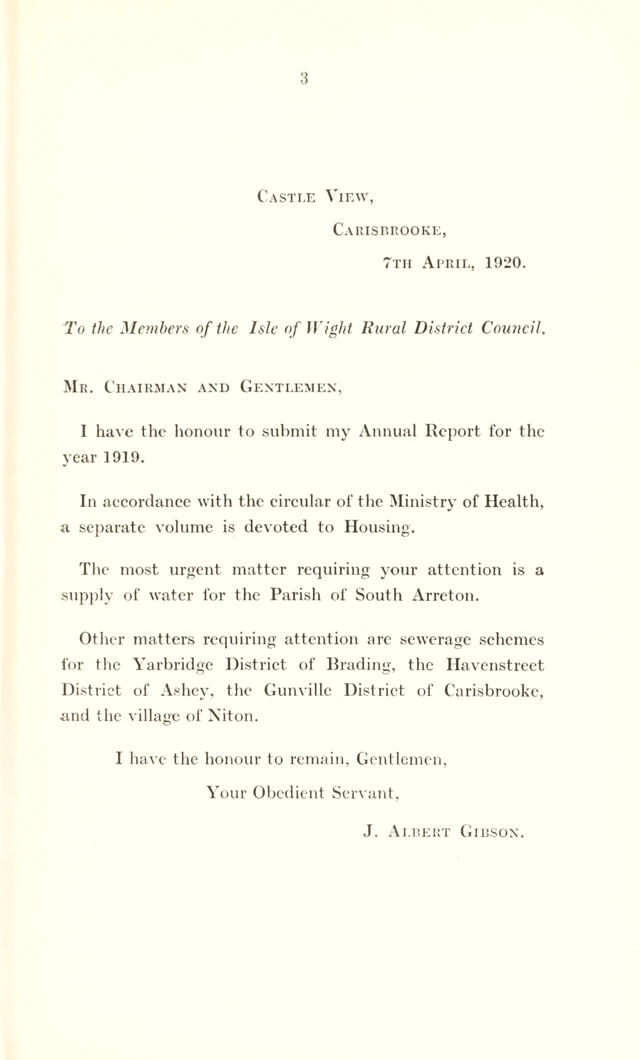 3
Castle View,
Carisbrooke,
7th April, 1920.
To the Members of the Isle of Wight Rural District Council.
Mr. Chairman and Gentlemen,
I have the honour to submit my Annual Report for the
year 1919.
In accordance with the circular of the Ministry of Health,
a separate volume is devoted to Housing.
The most urgent matter requiring your attention is a
supply of water for the Parish of South Arreton.
Other matters requiring attention are sewerage schemes
for the Yarbridge District of Brading, the Havenstreet
District of Ashey, the Gunville District of Carisbrooke,
and the village of Niton.
I have the honour to remain, Gentlemen,
Your Obedient Servant,
J. Albert Gibson.